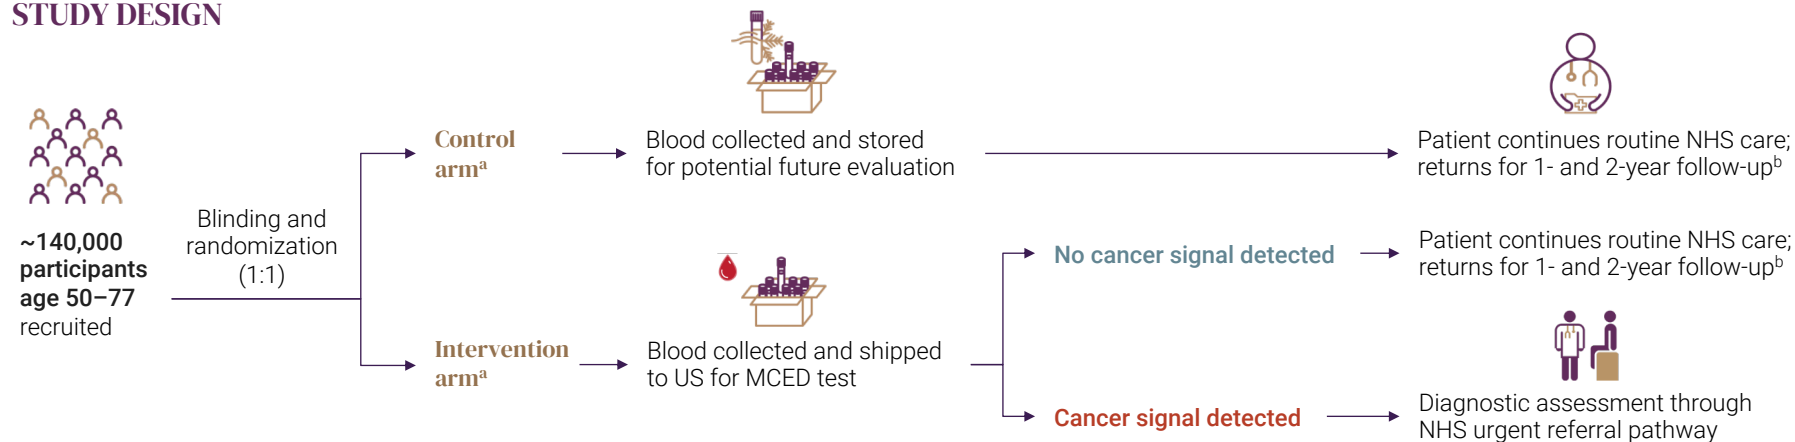 STUDY DESIGN
~140,000
participants
age 50–77
recruited
Blinding and
randomization
(1:1)
Control
armᵃ
Blood collected and stored
for potential future evaluation
Patient continues routine NHS care;
returns for 1- and 2-year follow-upᵇ
Intervention
armᵃ
Blood collected and shipped
to US for MCED test
No cancer signal detected
Patient continues routine NHS care;
returns for 1- and 2-year follow-upᵇ
Cancer signal detected
Diagnostic assessment through
NHS urgent referral pathway